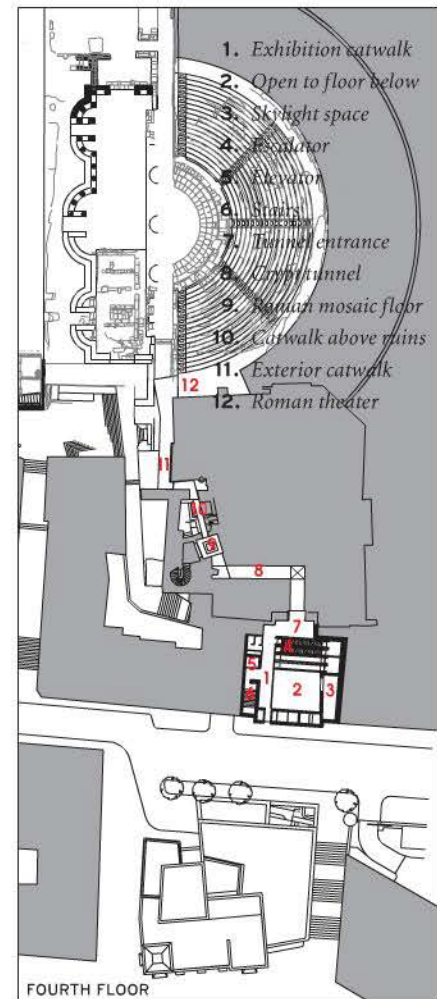 1. Exhibition catwalk
2. Open to floor below
3. Skylight space
4. Escalator
5. Elevator
6. Stairs
7. Tunnel entrance
8. Crypt tunnel
9. Roman mosaic floor
10. Catwalk above ruins
11. Exterior catwalk
12. Roman theater
12
11
10
9
8
7
4
5
1
2
3
6
FOURTH FLOOR